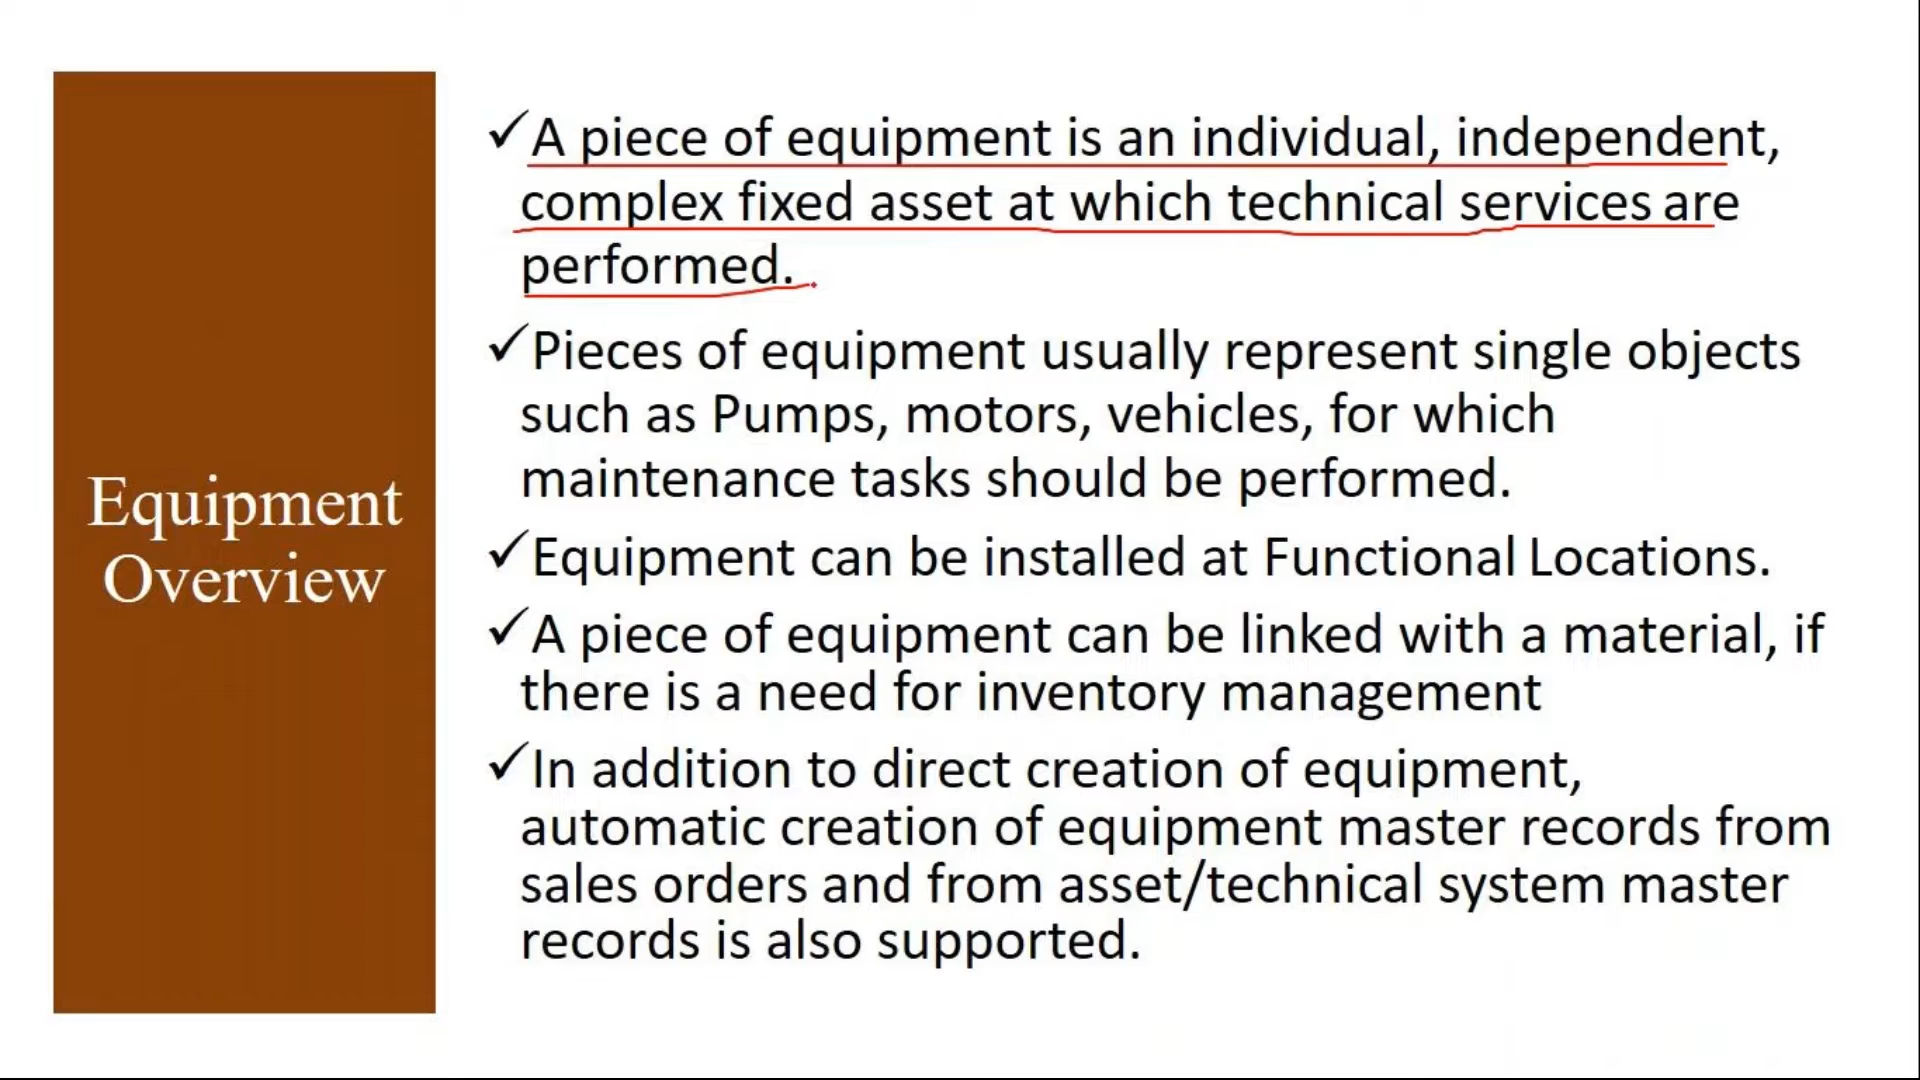 Equipment
Overview
✓A piece of equipment is an individual, independent,
complex fixed asset at which technical services are
performed.
✓Pieces of equipment usually represent single objects
such as Pumps, motors, vehicles, for which
maintenance tasks should be performed.
✓Equipment can be installed at Functional Locations.
✓A piece of equipment can be linked with a material, if
there is a need for inventory management
✓In addition to direct creation of equipment,
automatic creation of equipment master records from
sales orders and from asset/technical system master
records is also supported.